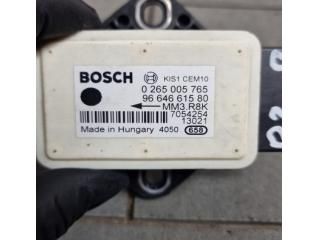 BOSCH KIS1 CEM10
0 265 005 765
96 646 615 80
MM3.R8K
7054254
13021
Made in Hungary 4050 658